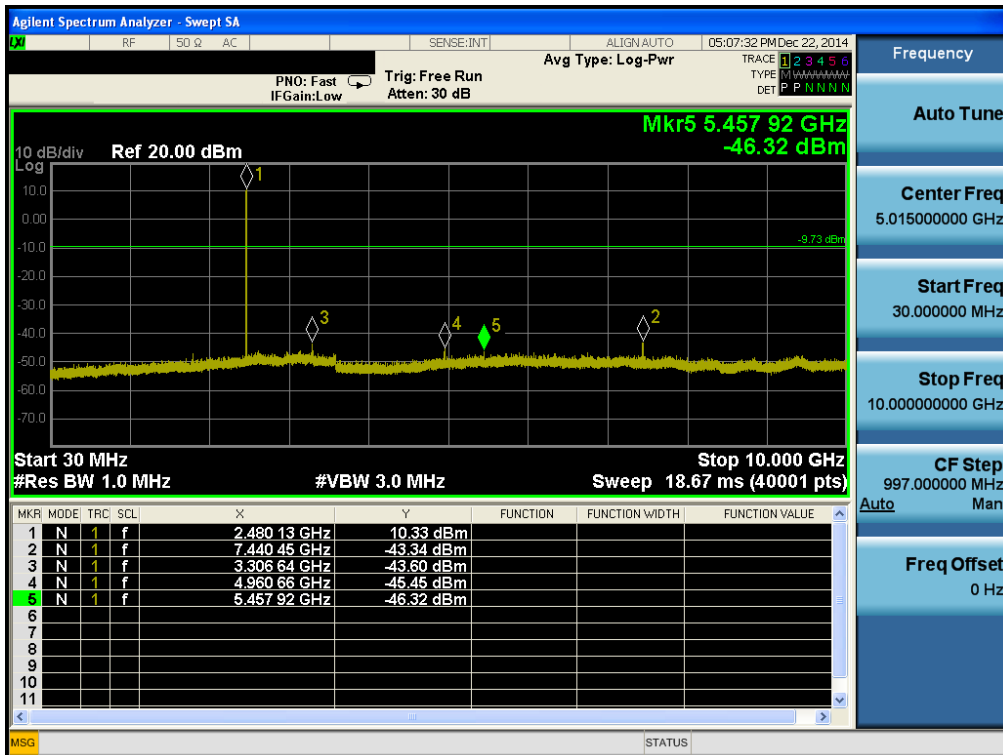 Agilent Spectrum Analyzer - Swept SA
LXI RF 50 Ω AC SENSE:INT ALIGN AUTO 05:07:32 PM Dec 22, 2014
Frequency
Avg Type: Log-Pwr
TRACE 1 2 3 4 5 6
PNO: Fast
Trig: Free Run
TYPE M
IFGain:Low
Atten: 30 dB
DET P P N N N N
Auto Tune
Mkr5 5.457 92 GHz
-46.32 dBm
10 dB/div Ref 20.00 dBm
Log
1
10.0
0.00
-9.73 dBm
-10.0
-20.0
-30.0
3
4
5
2
-40.0
-50.0
-60.0
-70.0
Center Freq
5.015000000 GHz
Start Freq
30.000000 MHz
Stop Freq
10.000000000 GHz
Start 30 MHz
Stop 10.000 GHz
#Res BW 1.0 MHz
#VBW 3.0 MHz
Sweep 18.67 ms (40001 pts)
CF Step
997.000000 MHz
Auto Man
MKR MODE TRC SCL X Y FUNCTION FUNCTION WIDTH FUNCTION VALUE
1 N 1 f 2.480 13 GHz 10.33 dBm
2 N 1 f 7.440 45 GHz -43.34 dBm
3 N 1 f 3.306 64 GHz -43.60 dBm
4 N 1 f 4.960 66 GHz -45.45 dBm
5 N 1 f 5.457 92 GHz -46.32 dBm
6
7
8
9
10
11
Freq Offset
0 Hz
MSG
STATUS